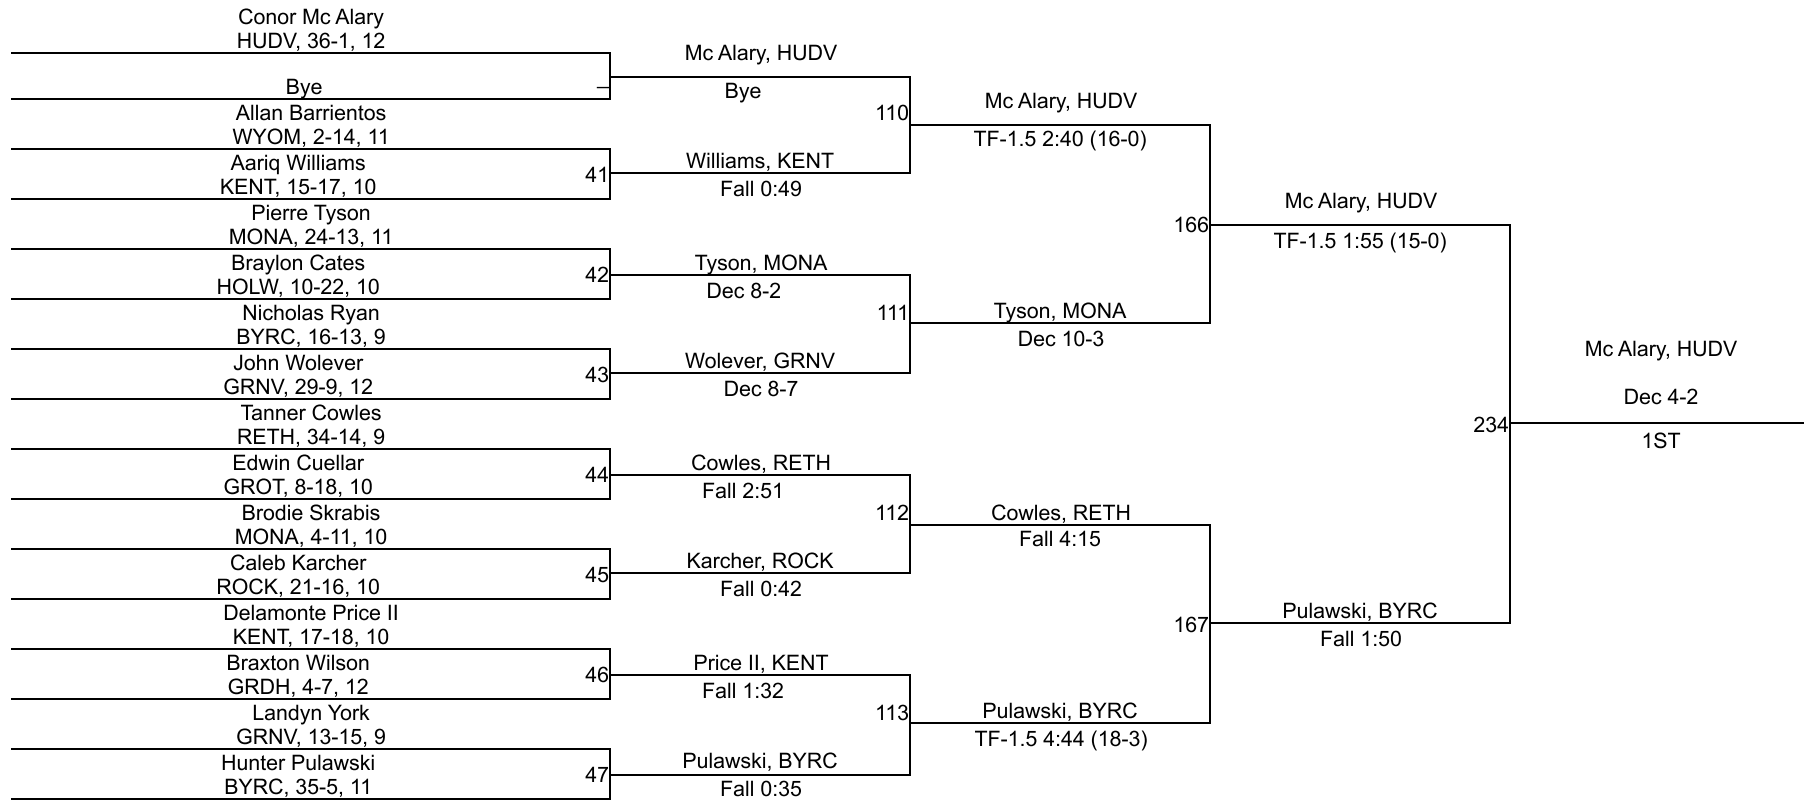 Conor Mc Alary
HUDV, 36-1, 12
Bye
Allan Barrientos
WYOM, 2-14, 11
Aariq Williams
KENT, 15-17, 10
Pierre Tyson
MONA, 24-13, 11
Braylon Cates
HOLW, 10-22, 10
Nicholas Ryan
BYRC, 16-13, 9
John Wolever
GRNV, 29-9, 12
Tanner Cowles
RETH, 34-14, 9
Edwin Cuellar
GROT, 8-18, 10
Brodie Skrabis
MONA, 4-11, 10
Caleb Karcher
ROCK, 21-16, 10
Delamonte Price II
KENT, 17-18, 10
Braxton Wilson
GRDH, 4-7, 12
Landyn York
GRNV, 13-15, 9
Hunter Pulawski
BYRC, 35-5, 11
–
41
42
43
44
45
46
47
Mc Alary, HUDV
Bye
Williams, KENT
Fall 0:49
Tyson, MONA
Dec 8-2
Wolever, GRNV
Dec 8-7
Cowles, RETH
Fall 2:51
Karcher, ROCK
Fall 0:42
Price II, KENT
Fall 1:32
Pulawski, BYRC
Fall 0:35
110
111
112
113
Mc Alary, HUDV
TF-1.5 2:40 (16-0)
Tyson, MONA
Dec 10-3
Cowles, RETH
Fall 4:15
Pulawski, BYRC
TF-1.5 4:44 (18-3)
166
167
Mc Alary, HUDV
TF-1.5 1:55 (15-0)
Pulawski, BYRC
Fall 1:50
234
Mc Alary, HUDV
Dec 4-2
1ST